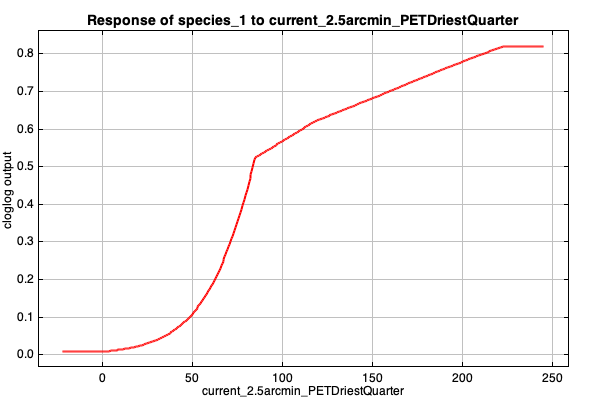 Response of species_1 to current_2.5arcmin_PETDriestQuarter
0.8
0.7
0.6
0.5
0.4
0.3
0.2
0.1
0.0
cloglog output
0 50 100 150 200 250
current_2.5arcmin_PETDriestQuarter